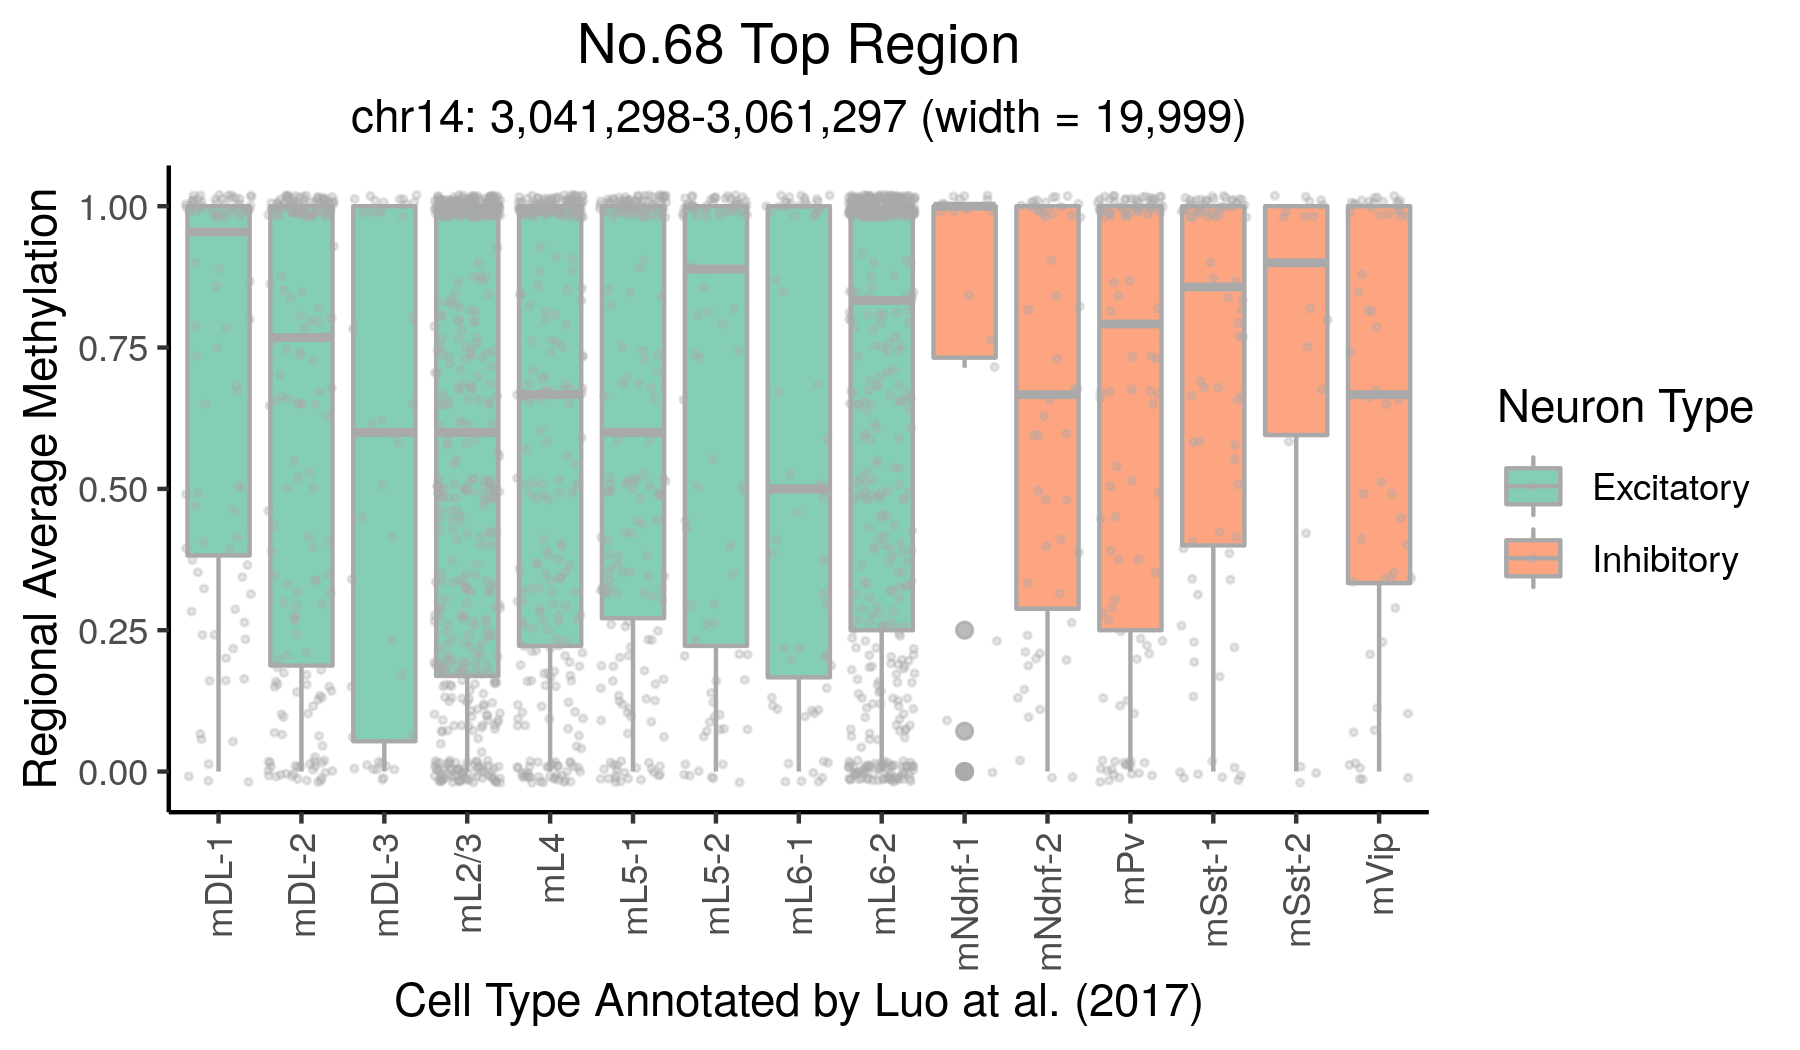 No.68 Top Region
chr14: 3,041,298-3,061,297 (width = 19,999)
Regional Average Methylation
1.00
0.75
0.50
0.25
0.00
mDL-1
mDL-2
mDL-3
mL2/3
mL4
mL5-1
mL5-2
mL6-1
mL6-2
mNdnf-1
mNdnf-2
mPv
mSst-1
mSst-2
mVip
Cell Type Annotated by Luo at al. (2017)
Neuron Type
Excitatory
Inhibitory